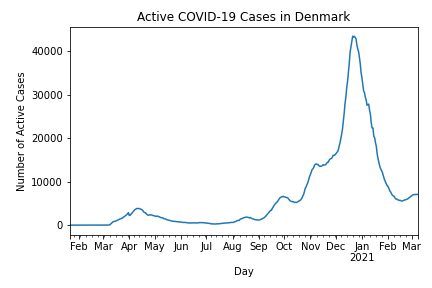 Active COVID-19 Cases in Denmark
Number of Active Cases
40000
30000
20000
10000
0
Feb Mar Apr May Jun Jul Aug Sep Oct Nov Dec Jan Feb Mar
2021
Day